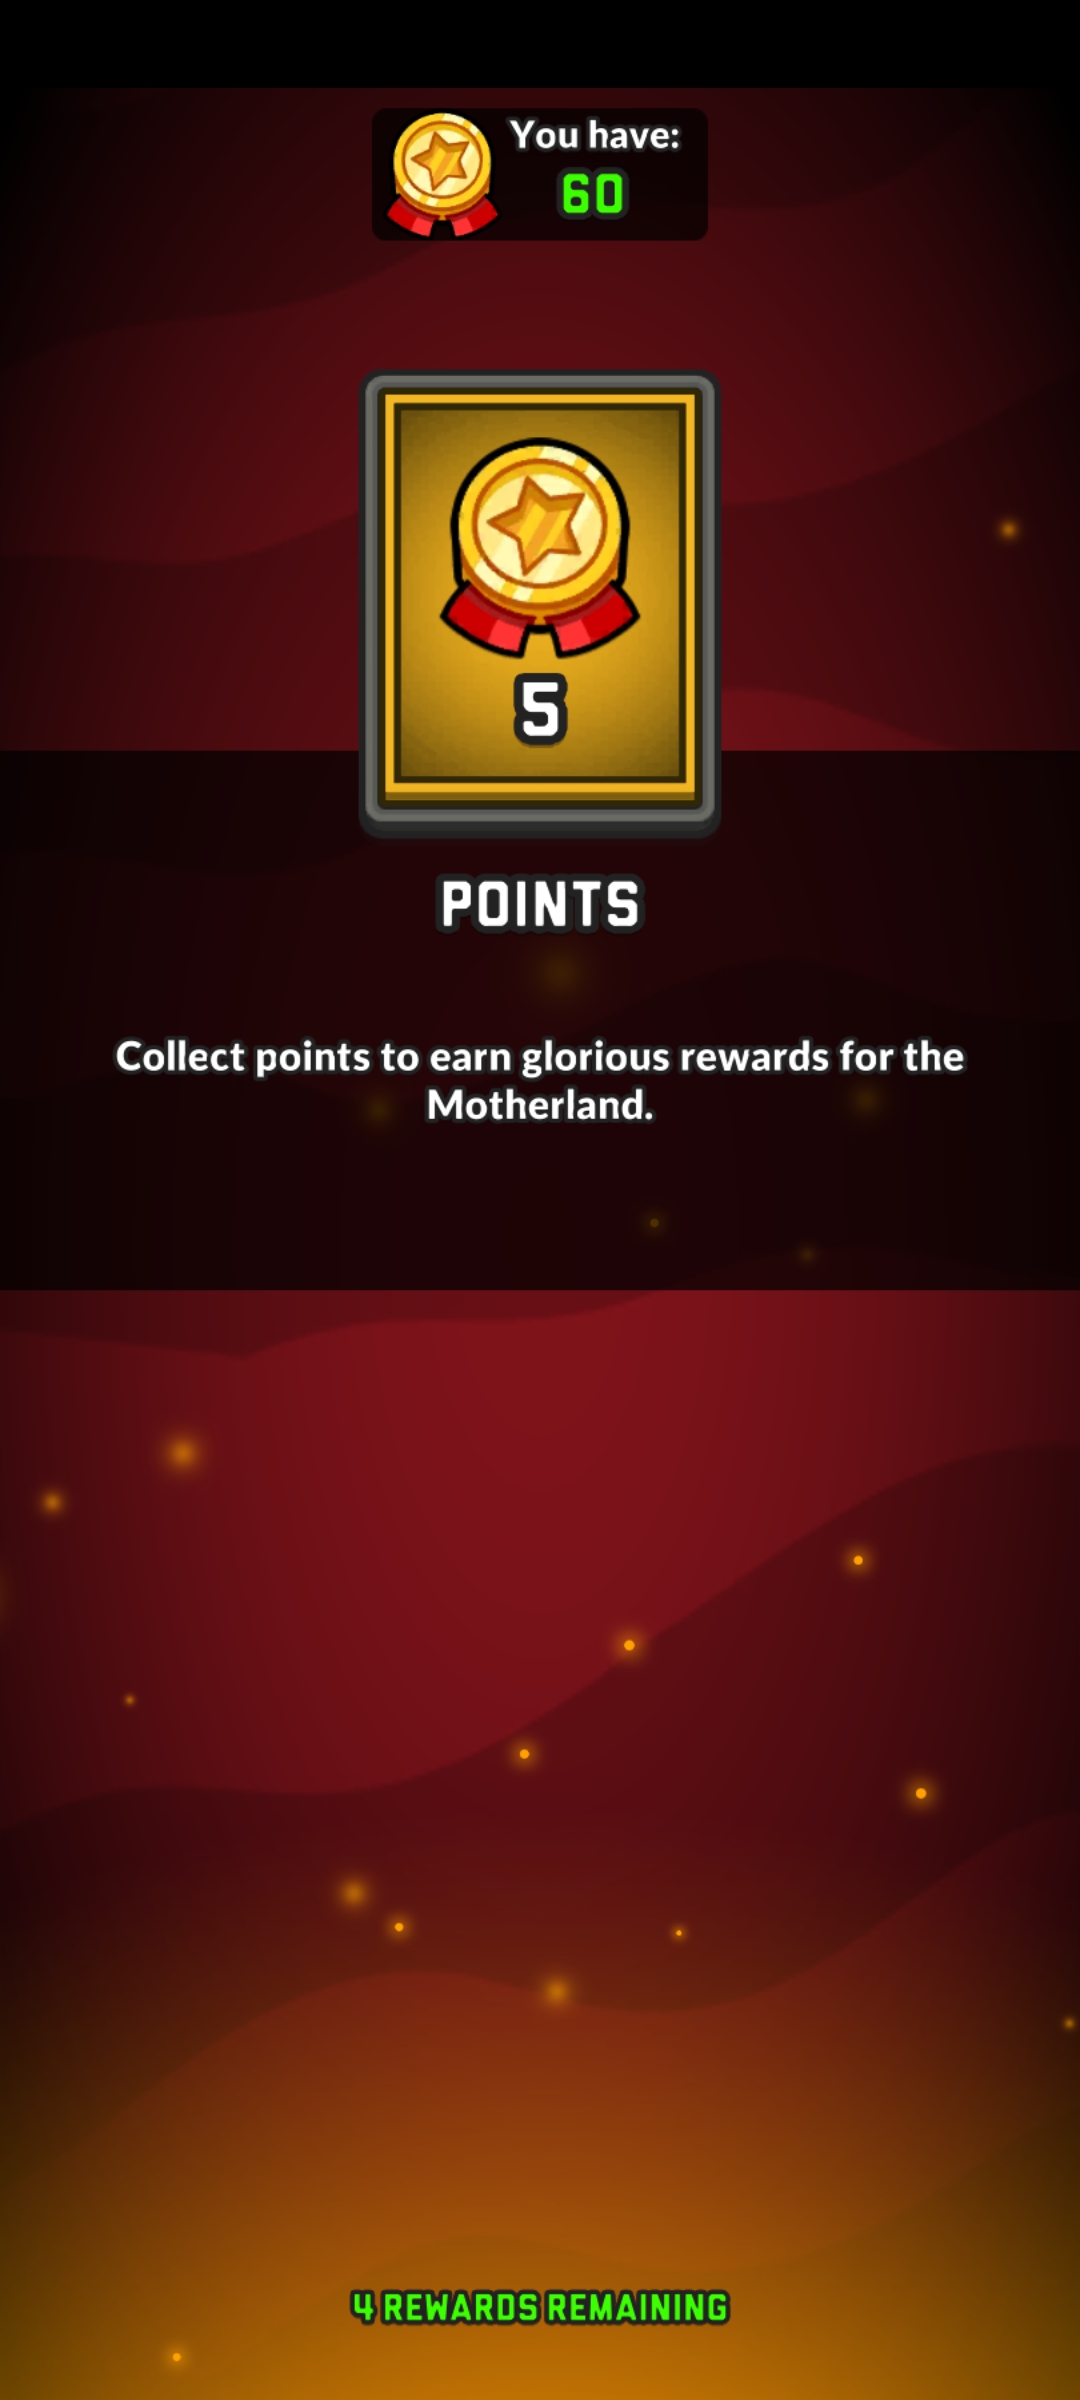 You have:
60
5
POINTS
Collect points to earn glorious rewards for the
Motherland.
4 REWARDS REMAINING